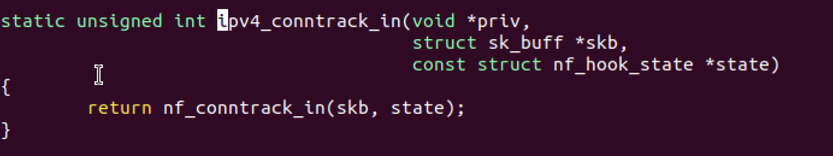 static unsigned int ipv4_conntrack_in(void *priv,
                                      struct sk_buff *skb,
                                      const struct nf_hook_state *state)
{
        return nf_conntrack_in(skb, state);
}